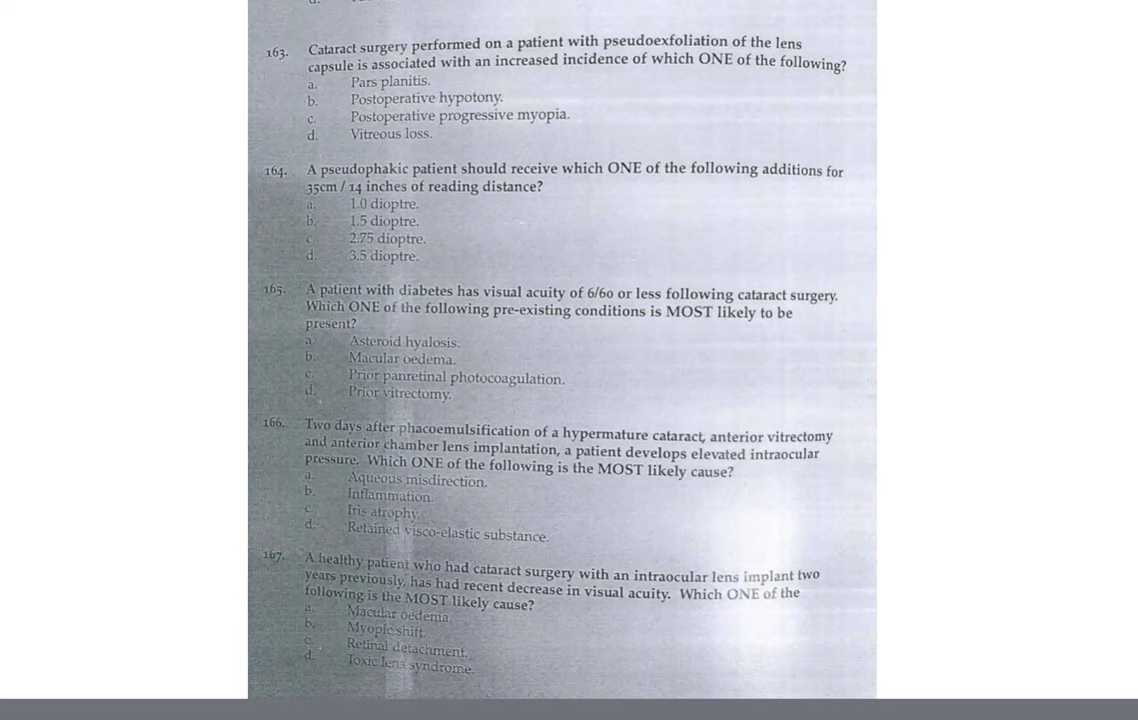 163. Cataract surgery performed on a patient with pseudoexfoliation of the lens
capsule is associated with an increased incidence of which ONE of the following?
a. Pars planitis.
b. Postoperative hypotony.
c. Postoperative progressive myopia.
d. Vitreous loss.
164. A pseudophakic patient should receive which ONE of the following additions for
35cm / 14 inches of reading distance?
a. 1.0 dioptre.
b. 1.5 dioptre.
c. 2.75 dioptre.
d. 3.5 dioptre.
165. A patient with diabetes has visual acuity of 6/60 or less following cataract surgery.
Which ONE of the following pre-existing conditions is MOST likely to be
present?
a. Asteroid hyalosis.
b. Macular oedema.
c. Prior panretinal photocoagulation.
d. Prior vitrectomy.
166. Two days after phacoemulsification of a hypermature cataract, anterior vitrectomy
and anterior chamber lens implantation, a patient develops elevated intraocular
pressure. Which ONE of the following is the MOST likely cause?
a. Aqueous misdirection.
b. Inflammation.
c. Iris atrophy.
d. Retained visco-elastic substance.
167. A healthy patient who had cataract surgery with an intraocular lens implant two
years previously, has had recent decrease in visual acuity. Which ONE of the
following is the MOST likely cause?
a. Macular oedema.
b. Myopic shift.
c. Retinal detachment.
d. Toxic lens syndrome.